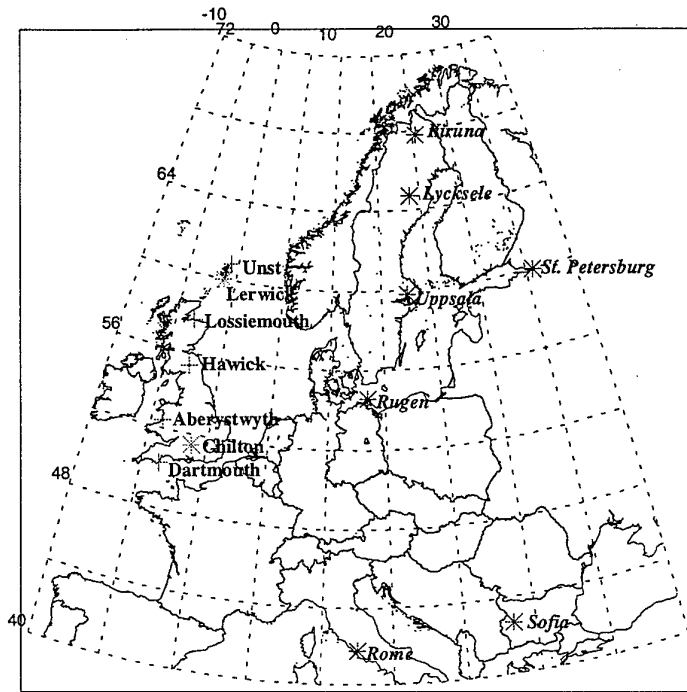 -10 0 10 20 30
72
Kiruna
64
Lycksele
Unst
St. Petersburg
Lerwick
Uppsala
Lossiemouth
56
Hawick
Rugen
Aberystwyth
Chilton
Dartmouth
48
40
Sofia
Rome